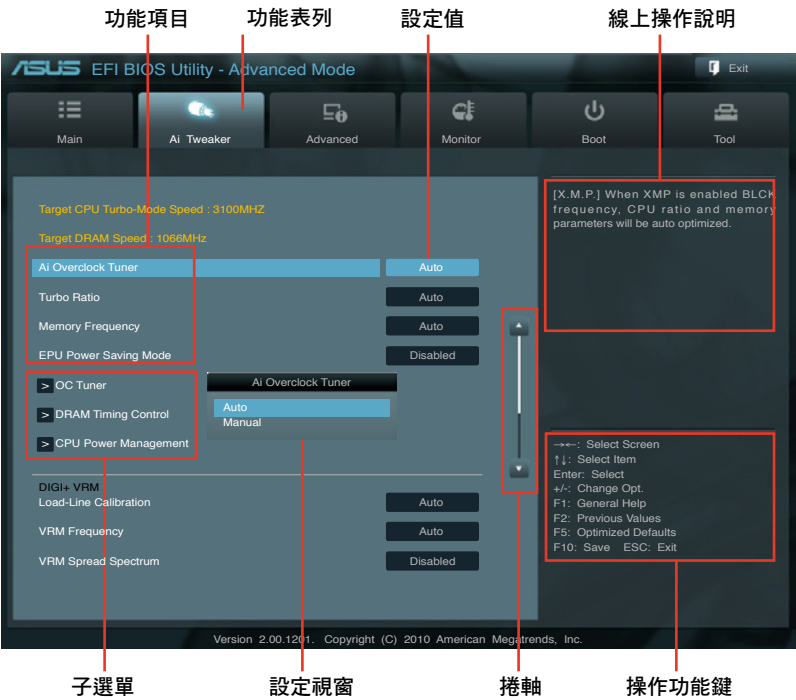 功能項目 功能表列 設定值 線上操作說明
ASUS EFI BIOS Utility - Advanced Mode Exit
Main Ai Tweaker Advanced Monitor Boot Tool
[X.M.P.] When XMP is enabled BLCK
frequency, CPU ratio and memory
parameters will be auto optimized.
Target CPU Turbo-Mode Speed : 3100MHZ
Target DRAM Speed : 1066MHz
Ai Overclock Tuner Auto
Turbo Ratio Auto
Memory Frequency Auto
EPU Power Saving Mode Disabled
> OC Tuner
> DRAM Timing Control
> CPU Power Management
Ai Overclock Tuner
Auto
Manual
DIGI+ VRM
Load-Line Calibration Auto
VRM Frequency Auto
VRM Spread Spectrum Disabled
→←: Select Screen
↑↓: Select Item
Enter: Select
+/-: Change Opt.
F1: General Help
F2: Previous Values
F5: Optimized Defaults
F10: Save ESC: Exit
Version 2.00.1201. Copyright (C) 2010 American Megatrends, Inc.
子選單 設定視窗 捲軸 操作功能鍵